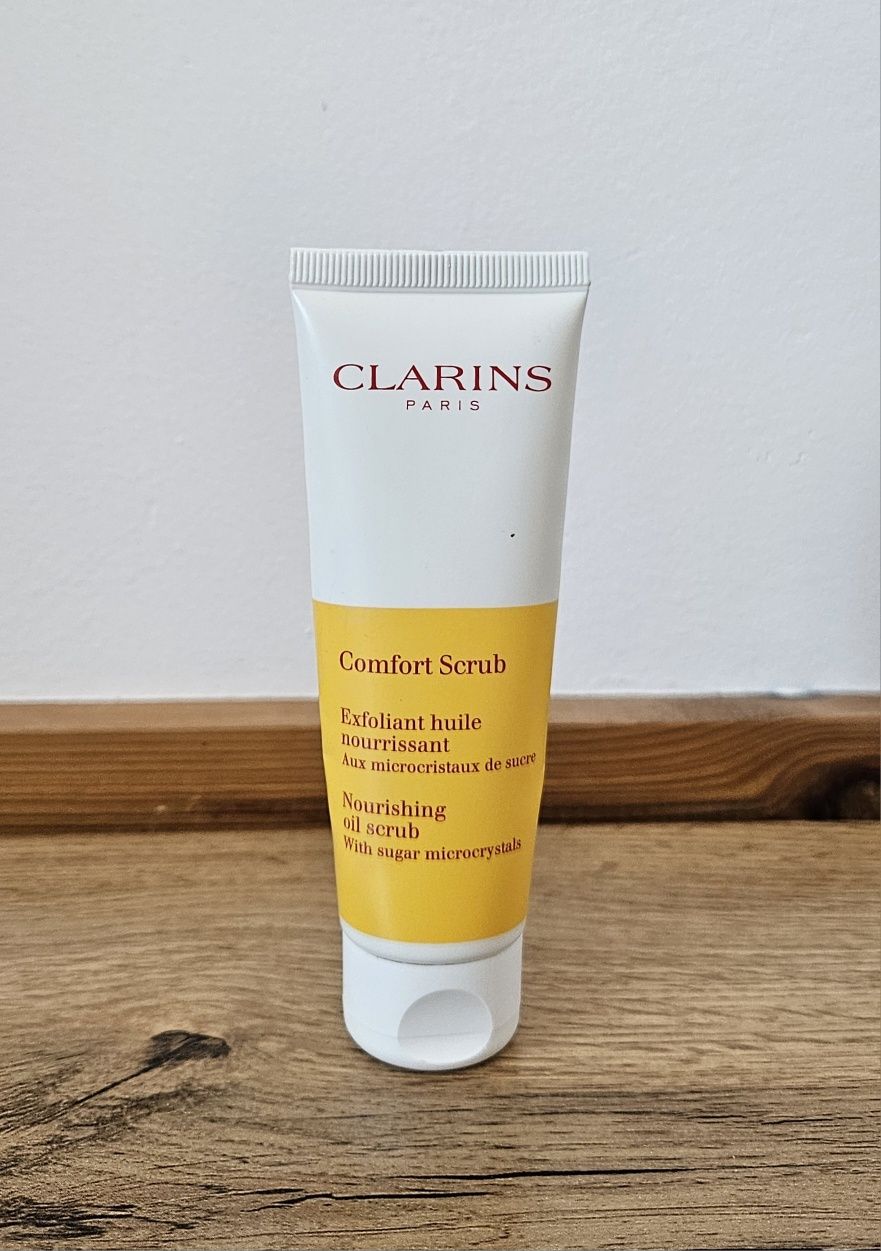 CLARINS
PARIS
Comfort Scrub
Exfoliant huile
nourrissant
Aux microcristaux de sucre
Nourishing
oil scrub
With sugar microcrystals